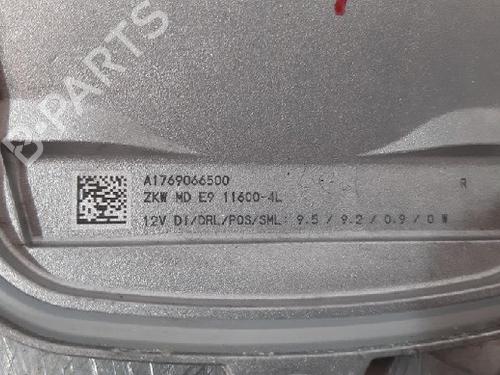 B-PARTS
A1769066500
R
ZKW MD E9 11600-4L
12V DI/DRL/POS/SML: 9.5 / 9.2 / 0.9 / 0 W